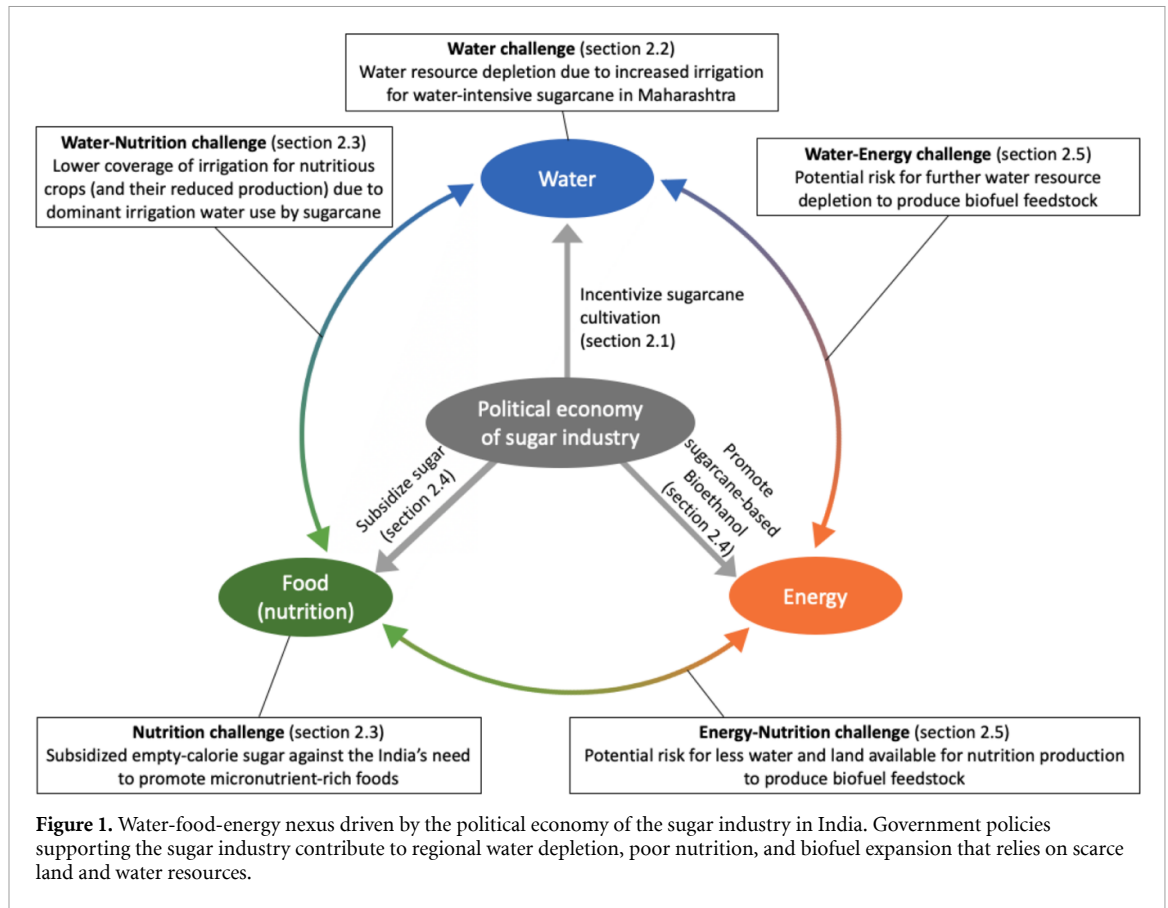 Water challenge (section 2.2)
Water resource depletion due to increased irrigation
for water-intensive sugarcane in Maharashtra
Water-Nutrition challenge (section 2.3)
Lower coverage of irrigation for nutritious
crops (and their reduced production) due to
dominant irrigation water use by sugarcane
Water-Energy challenge (section 2.5)
Potential risk for further water resource
depletion to produce biofuel feedstock
Water
Incentivize sugarcane
cultivation
(section 2.1)
Political economy
of sugar industry
Subsidize sugar
(section 2.4)
Promote
sugarcane-based
Bioethanol
(section 2.4)
Food
(nutrition)
Energy
Nutrition challenge (section 2.3)
Subsidized empty-calorie sugar against the India's need
to promote micronutrient-rich foods
Energy-Nutrition challenge (section 2.5)
Potential risk for less water and land available for nutrition production
to produce biofuel feedstock
Figure 1. Water-food-energy nexus driven by the political economy of the sugar industry in India. Government policies
supporting the sugar industry contribute to regional water depletion, poor nutrition, and biofuel expansion that relies on scarce
land and water resources.